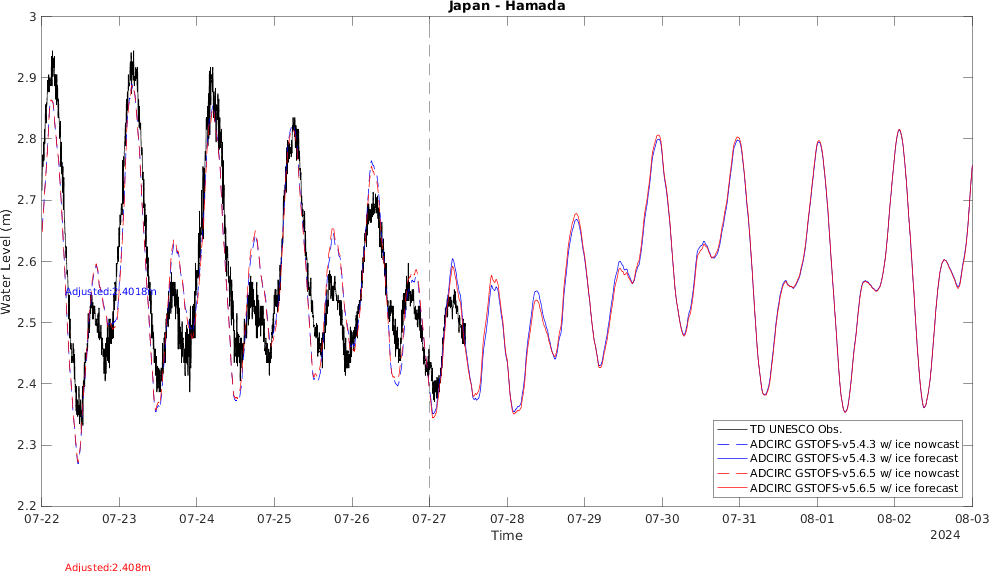 Japan - Hamada
3
2.9
2.8
2.7
2.6
2.5
2.4
2.3
2.2
Water Level (m)
Adjusted:2.4018m
TD UNESCO Obs.
ADCIRC GSTOFS-v5.4.3 w/ ice nowcast
ADCIRC GSTOFS-v5.4.3 w/ ice forecast
ADCIRC GSTOFS-v5.6.5 w/ ice nowcast
ADCIRC GSTOFS-v5.6.5 w/ ice forecast
07-22 07-23 07-24 07-25 07-26 07-27 07-28 07-29 07-30 07-31 08-01 08-02 08-03
Time
2024
Adjusted:2.408m